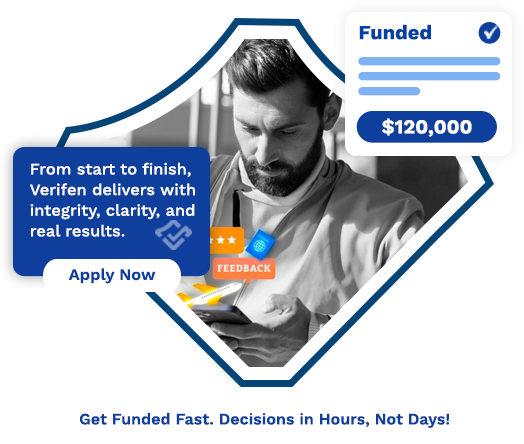 Funded
$120,000
From start to finish,
Verifen delivers with
integrity, clarity, and
real results.
Apply Now
FEEDBACK
Get Funded Fast. Decisions in Hours, Not Days!